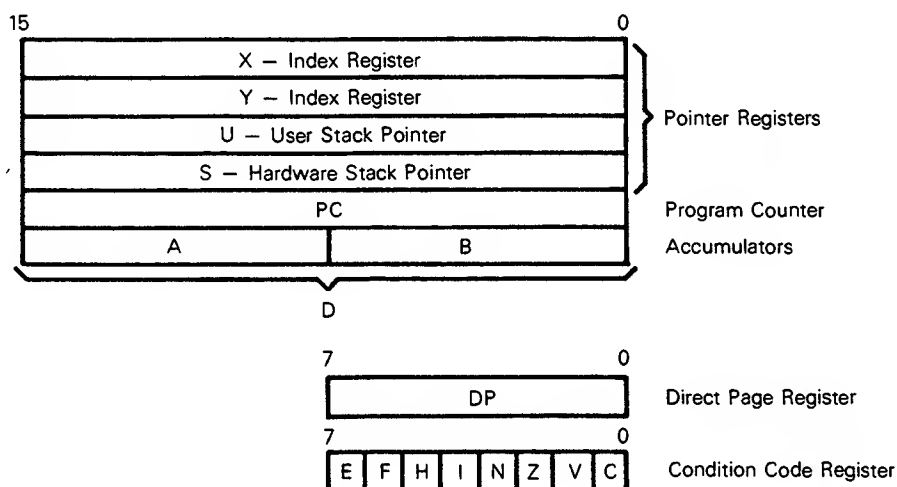 15 0
X — Index Register
Y — Index Register
U — User Stack Pointer
S — Hardware Stack Pointer
Pointer Registers
PC Program Counter
A B Accumulators
D
7 0
DP Direct Page Register
7 0
E F H I N Z V C Condition Code Register